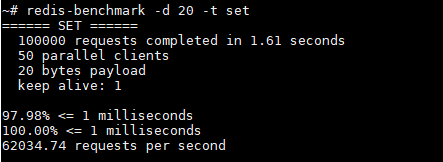 ~# redis-benchmark -d 20 -t set
====== SET ======
100000 requests completed in 1.61 seconds
50 parallel clients
20 bytes payload
keep alive: 1
97.98% <= 1 milliseconds
100.00% <= 1 milliseconds
62034.74 requests per second